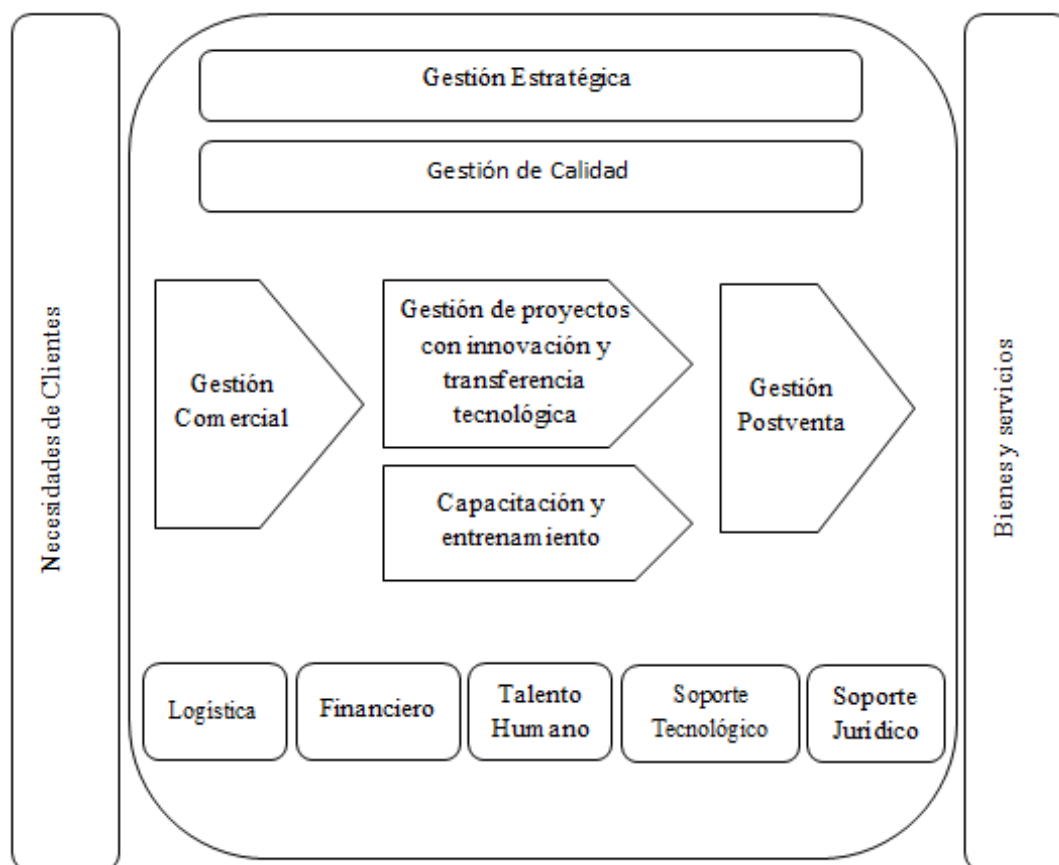 Necesidades de Clientes
Gestión Estratégica
Gestión de Calidad
Gestión
Comercial
Gestión de proyectos
con innovación y
transferencia
tecnológica
Capacitación y
entrenamiento
Gestión
Postventa
Logística
Financiero
Talento
Humano
Soporte
Tecnológico
Soporte
Jurídico
Bienes y servicios